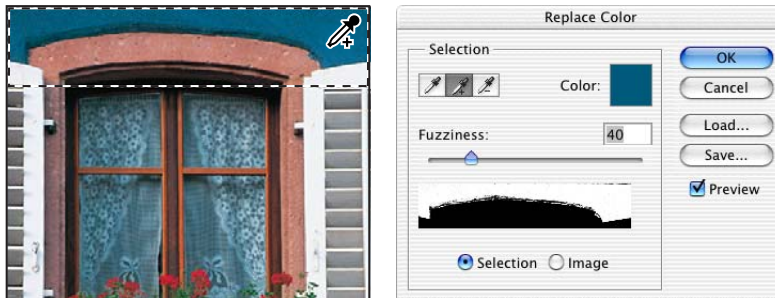 Replace Color
Selection
Color:
Fuzziness:
40
Selection
Image
OK
Cancel
Load...
Save...
Preview